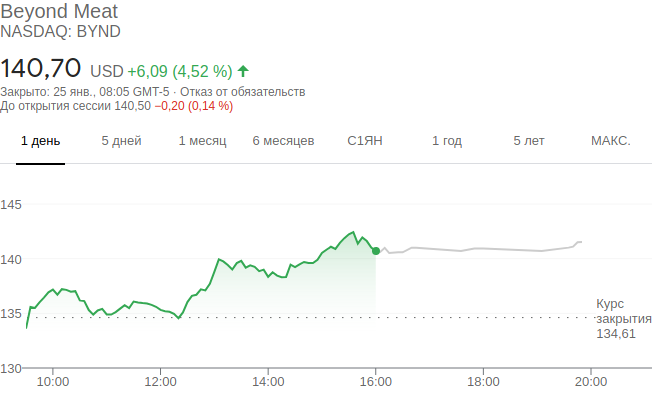 Beyond Meat
NASDAQ: BYND
140,70 USD +6,09 (4,52 %) ↑
Закрыто: 25 янв., 08:05 GMT-5 · Отказ от обязательств
До открытия сессии 140,50 −0,20 (0,14 %)
1 день 5 дней 1 месяц 6 месяцев С1ЯН 1 год 5 лет МАКС.
145
140
135
130
Курс
закрытия
134,61
10:00 12:00 14:00 16:00 18:00 20:00